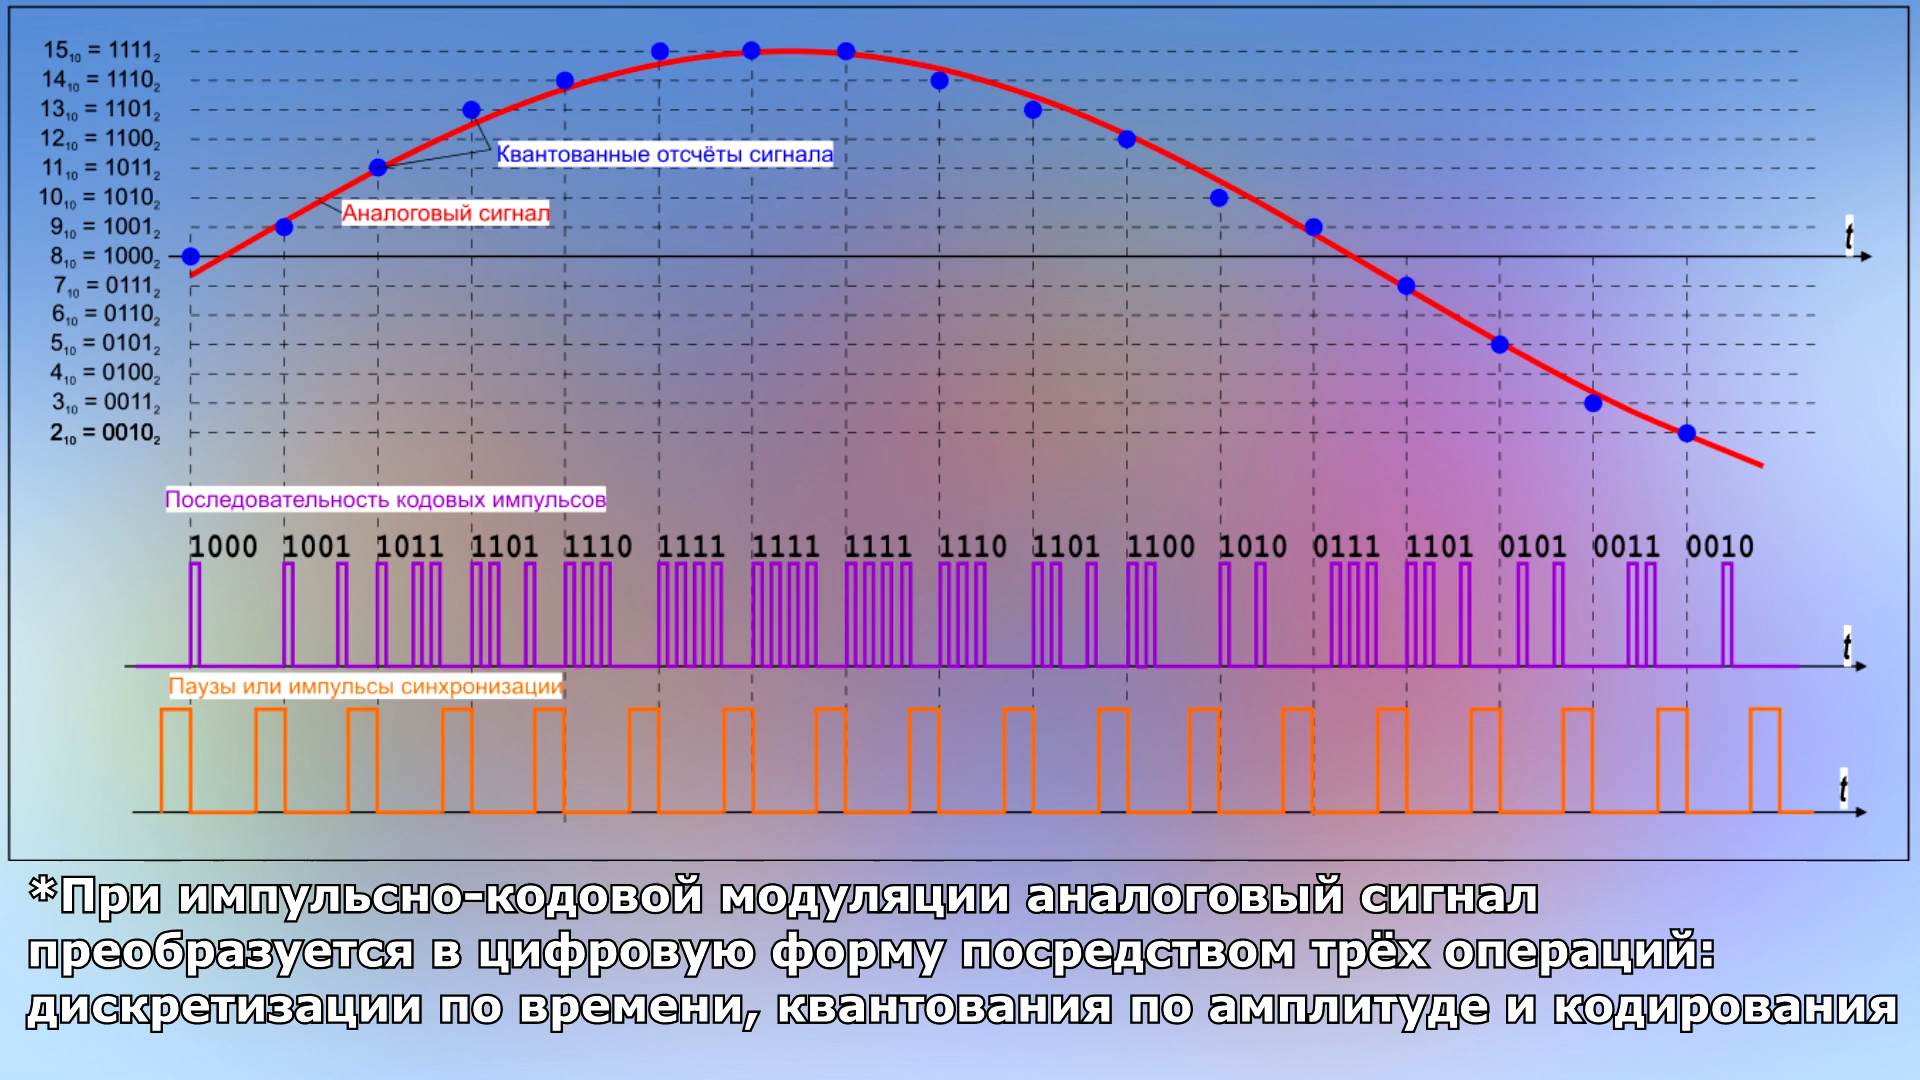 15₁₀ = 1111₂
14₁₀ = 1110₂
13₁₀ = 1101₂
12₁₀ = 1100₂
11₁₀ = 1011₂
10₁₀ = 1010₂
9₁₀ = 1001₂
8₁₀ = 1000₂
7₁₀ = 0111₂
6₁₀ = 0110₂
5₁₀ = 0101₂
4₁₀ = 0100₂
3₁₀ = 0011₂
2₁₀ = 0010₂
Квантованные отсчёты сигнала
Аналоговый сигнал
t
Последовательность кодовых импульсов
1000 1001 1011 1101 1110 1111 1111 1111 1110 1101 1100 1010 0111 1101 0101 0011 0010
t
Паузы или импульсы синхронизации
t
*При импульсно-кодовой модуляции аналоговый сигнал
преобразуется в цифровую форму посредством трёх операций:
дискретизации по времени, квантования по амплитуде и кодирования